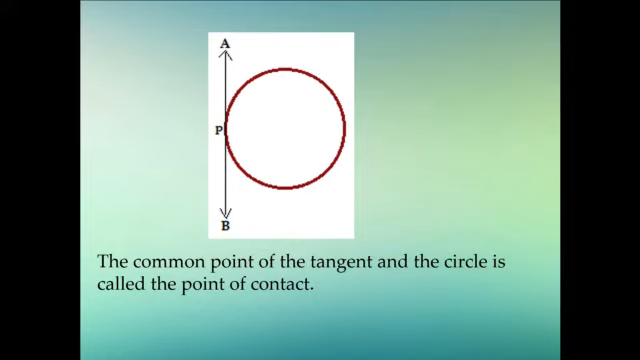 A
P
B
The common point of the tangent and the circle is
called the point of contact.